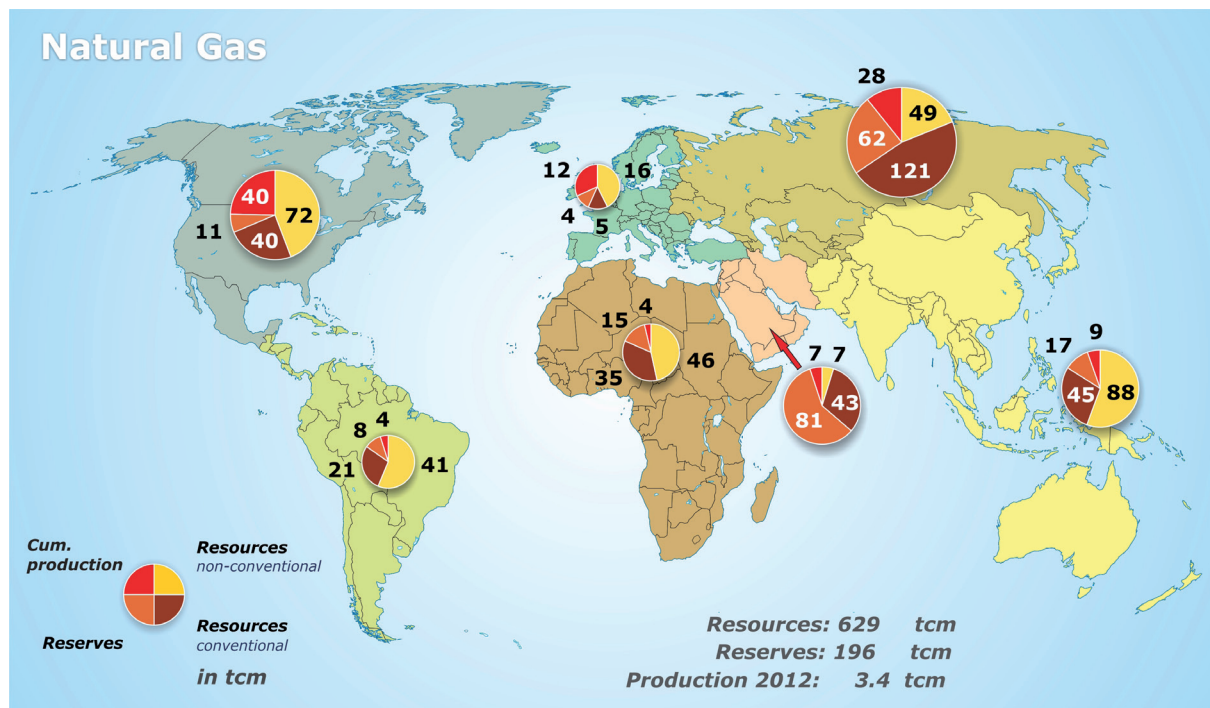 Natural Gas
40
72
11
40
12
16
4
5
28
49
62
121
4
15
46
35
7
7
43
81
9
17
88
45
4
8
41
21
Cum.
production
Resources
non-conventional
Reserves
Resources
conventional
in tcm
Resources: 629 tcm
Reserves: 196 tcm
Production 2012: 3.4 tcm